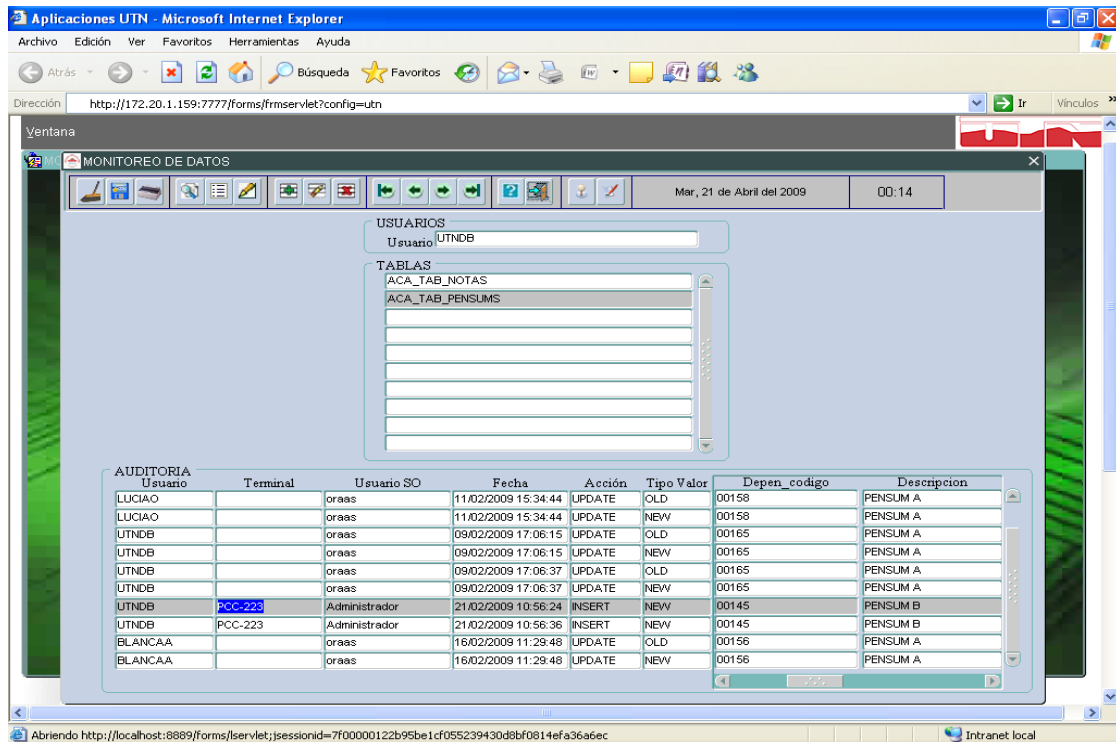 Aplicaciones UTN - Microsoft Internet Explorer
Archivo Edición Ver Favoritos Herramientas Ayuda
Atrás Búsqueda Favoritos
Dirección http://172.20.1.159:7777/forms/frmservlet?config=utn Ir Vínculos »
Ventana
MONITOREO DE DATOS
Mar, 21 de Abril del 2009 00:14
USUARIOS
Usuario UTNDB
TABLAS
ACA_TAB_NOTAS
ACA_TAB_PENSUMS
AUDITORIA
Usuario Terminal Usuario SO Fecha Acción Tipo Valor Depen_codigo Descripcion
LUCIAO oraas 11/02/2009 15:34:44 UPDATE OLD 00158 PENSUM A
LUCIAO oraas 11/02/2009 15:34:44 UPDATE NEW 00158 PENSUM A
UTNDB oraas 09/02/2009 17:06:15 UPDATE OLD 00165 PENSUM A
UTNDB oraas 09/02/2009 17:06:15 UPDATE NEW 00165 PENSUM A
UTNDB oraas 09/02/2009 17:06:37 UPDATE OLD 00165 PENSUM A
UTNDB oraas 09/02/2009 17:06:37 UPDATE NEW 00165 PENSUM A
UTNDB PCC-223 Administrador 21/02/2009 10:56:24 INSERT NEW 00145 PENSUM B
UTNDB PCC-223 Administrador 21/02/2009 10:56:36 INSERT NEW 00145 PENSUM B
BLANCAA oraas 16/02/2009 11:29:48 UPDATE OLD 00156 PENSUM A
BLANCAA oraas 16/02/2009 11:29:48 UPDATE NEW 00156 PENSUM A
Abriendo http://localhost:8889/forms/lservlet;jsessionid=7f00000122b95be1cf055239430d8bf0814efa36a6ec Intranet local